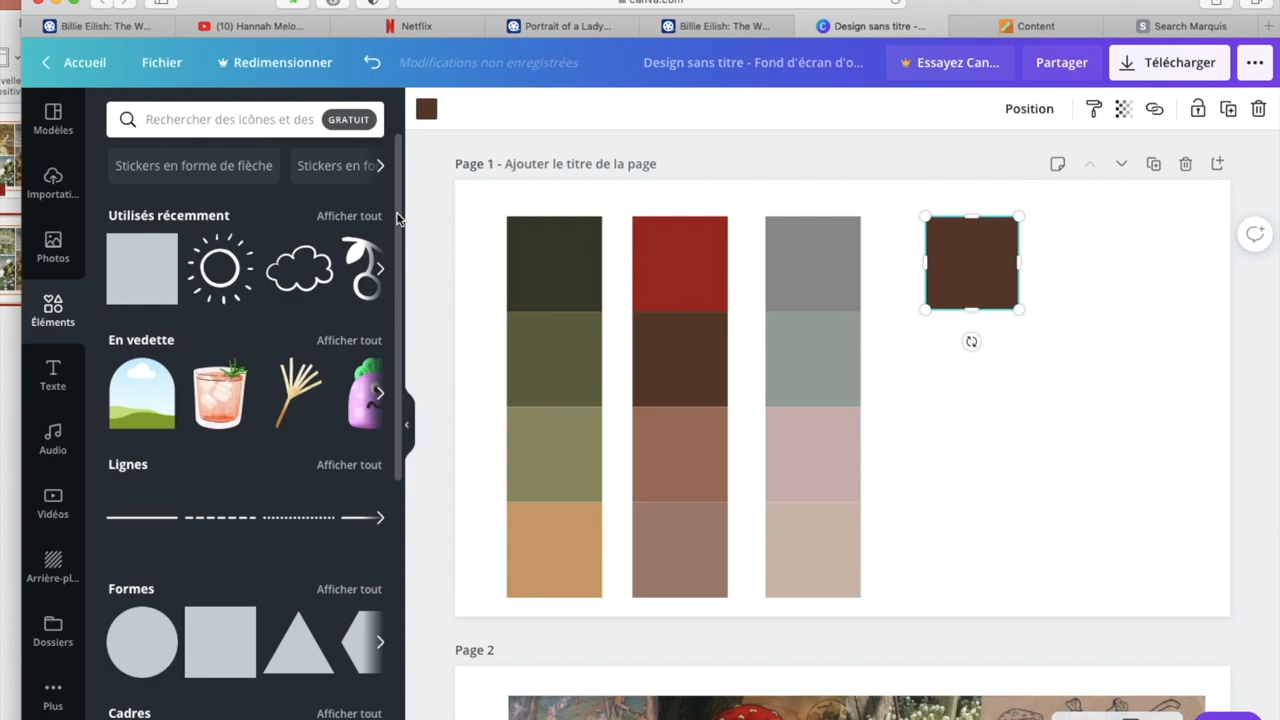 canva.com
Billie Eilish: The W...
(10) Hannah Melo...
Netflix
Portrait of a Lady...
Billie Eilish: The W...
Design sans titre -...
Content
Search Marquis
Accueil
Fichier
Redimensionner
Modifications non enregistrées
Design sans titre - Fond d'écran d'o...
Essayez Can...
Partager
Télécharger
Modèles
Importati...
Photos
Éléments
Texte
Audio
Vidéos
Arrière-pl...
Dossiers
Plus
Rechercher des icônes et des
GRATUIT
Stickers en forme de flèche
Stickers en fo
Utilisés récemment
Afficher tout
En vedette
Afficher tout
Lignes
Afficher tout
Formes
Afficher tout
Cadres
Afficher tout
Position
Page 1 - Ajouter le titre de la page
Page 2